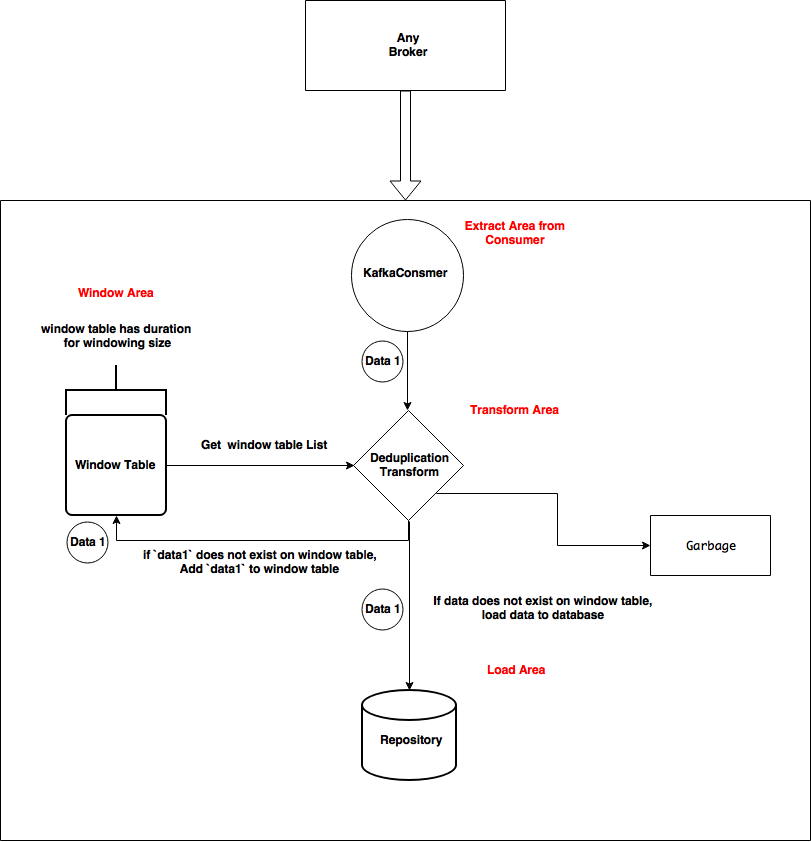 Any
Broker
Extract Area from
Consumer
KafkaConsmer
Window Area
window table has duration
for windowing size
Data 1
Transform Area
Get  window table List
Deduplication
Transform
Window Table
Data 1
if `data1` does not exist on window table,
Add `data1` to window table
Garbage
Data 1
If data does not exist on window table,
load data to database
Load Area
Repository